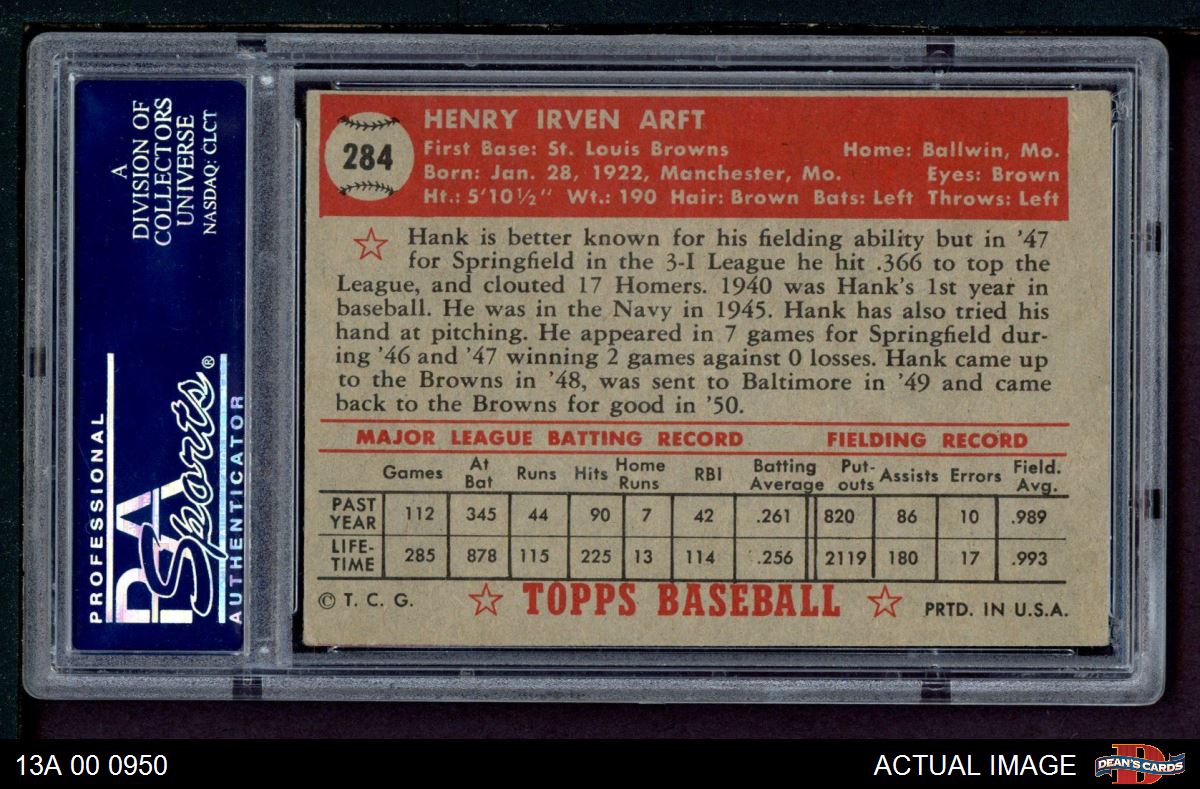 A
DIVISION OF
COLLECTORS
UNIVERSE
NASDAQ: CLCT
PROFESSIONAL
PSA
Sports®
AUTHENTICATOR
284
HENRY IRVEN ARFT
First Base: St. Louis Browns Home: Ballwin, Mo.
Born: Jan. 28, 1922, Manchester, Mo. Eyes: Brown
Ht.: 5'10½" Wt.: 190 Hair: Brown Bats: Left Throws: Left
Hank is better known for his fielding ability but in '47
for Springfield in the 3-I League he hit .366 to top the
League, and clouted 17 Homers. 1940 was Hank's 1st year in
baseball. He was in the Navy in 1945. Hank has also tried his
hand at pitching. He appeared in 7 games for Springfield dur-
ing '46 and '47 winning 2 games against 0 losses. Hank came up
to the Browns in '48, was sent to Baltimore in '49 and came
back to the Browns for good in '50.
MAJOR LEAGUE BATTING RECORD FIELDING RECORD
Games At Bat Runs Hits Home Runs RBI Batting Average Put-outs Assists Errors Field. Avg.
PAST YEAR 112 345 44 90 7 42 .261 820 86 10 .989
LIFE-TIME 285 878 115 225 13 114 .256 2119 180 17 .993
© T. C. G. TOPPS BASEBALL PRTD. IN U.S.A.
13A 00 0950 ACTUAL IMAGE DEAN'S CARDS